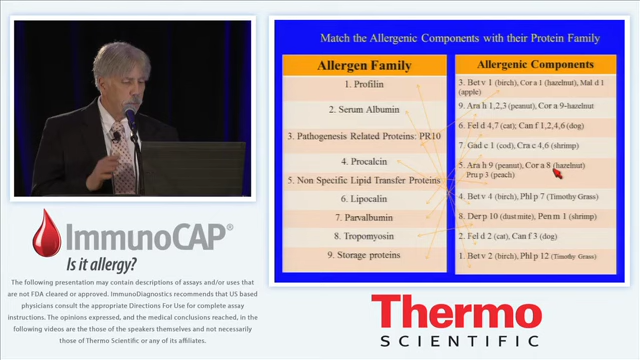 Match the Allergenic Components with their Protein Family
Allergen Family
1. Profilin
2. Serum Albumin
3. Pathogenesis Related Proteins: PR10
4. Procalcin
5. Non Specific Lipid Transfer Proteins
6. Lipocalin
7. Parvalbumin
8. Tropomyosin
9. Storage proteins
Allergenic Components
3. Bet v 1 (birch), Cor a 1 (hazelnut), Mal d 1
(apple)
9. Ara h 1,2,3 (peanut), Cor a 9-hazelnut
6. Fel d 4,7 (cat), Can f 1,2,4,6 (dog)
7. Gad c 1 (cod), Cra c 4,6 (shrimp)
5. Ara h 9 (peanut), Cor a 8 (hazelnut)
Pru p 3 (peach)
4. Bet v 4 (birch), Phl p 7 (Timothy Grass)
8. Der p 10 (dust mite), Pen m 1 (shrimp)
2. Fel d 2 (cat), Can f 3 (dog)
1. Bet v 2 (birch), Phl p 12 (Timothy Grass)
ImmunoCAP®
Is it allergy?
The following presentation may contain descriptions of assays and/or uses that
are not FDA cleared or approved. ImmunoDiagnostics recommends that US based
physicians consult the appropriate Directions For Use for complete assay
instructions. The opinions expressed, and the medical conclusions reached, in
the following videos are those of the speakers themselves and not necessarily
those of Thermo Scientific or any of its affiliates.
Thermo
SCIENTIFIC